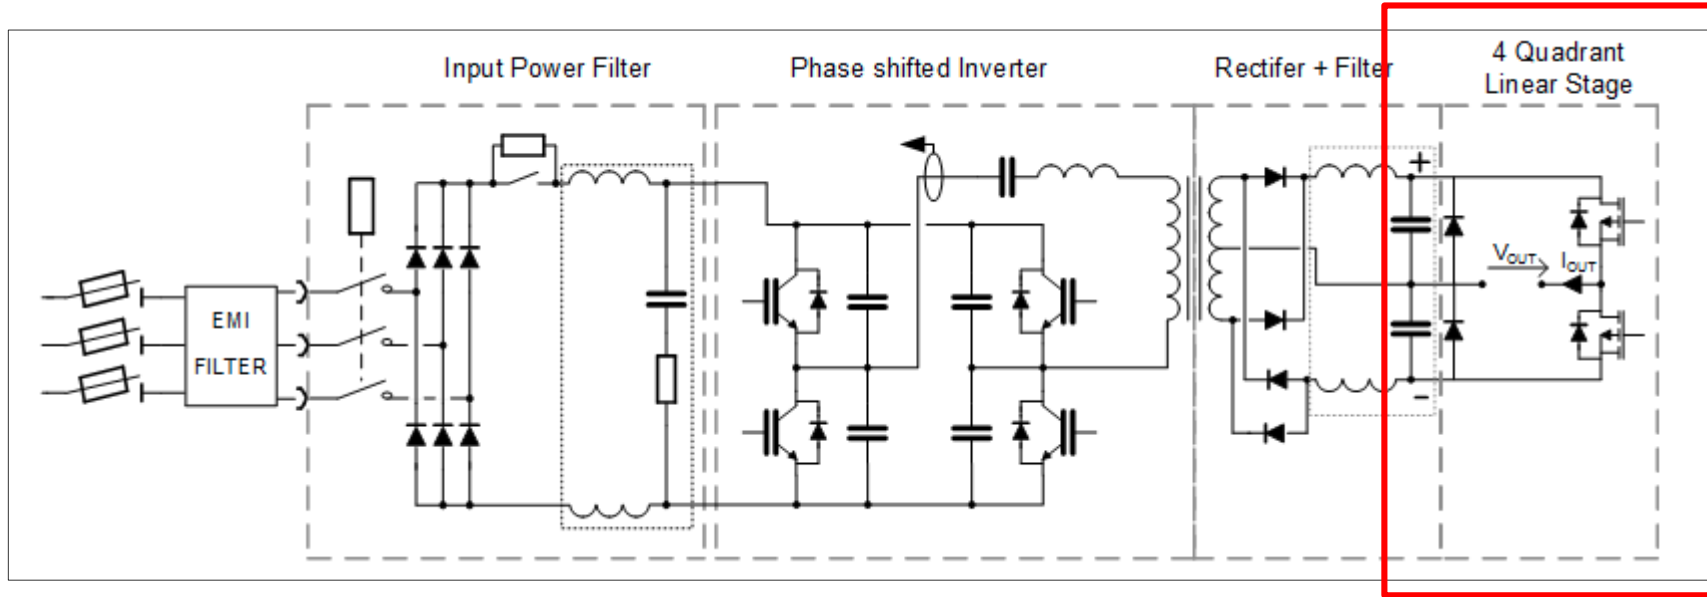 Input Power Filter
Phase shifted Inverter
Rectifer + Filter
4 Quadrant
Linear Stage
EMI
FILTER
+
VOUT
IOUT
-